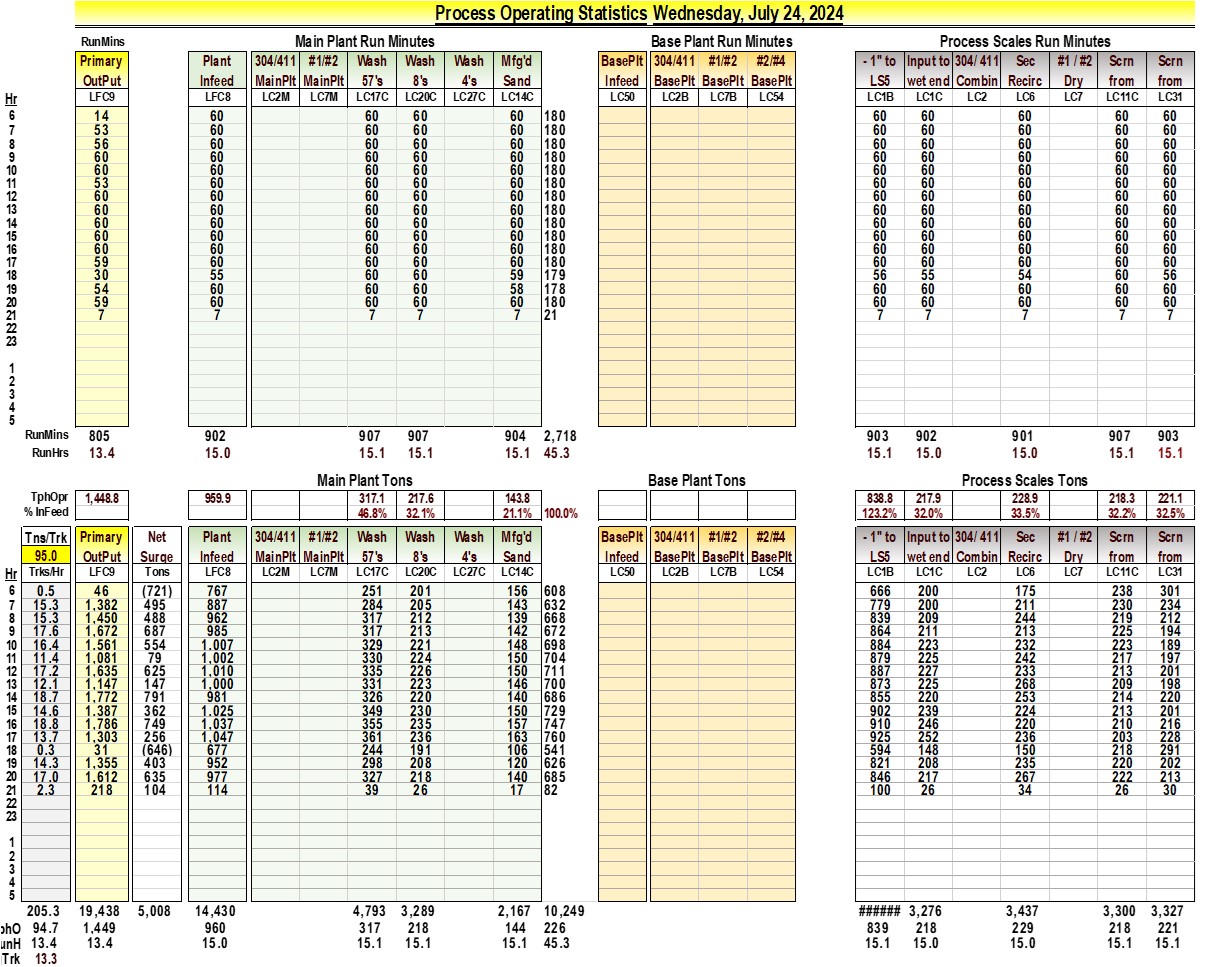 Process Operating Statistics Wednesday, July 24, 2024
RunMins Main Plant Run Minutes Base Plant Run Minutes Process Scales Run Minutes
Primary Plant 304/411 #1/#2 Wash Wash Wash Mfg'd BasePlt 304/411 #1/#2 #2/#4 - 1" to Input to 304/ 411 Sec #1 / #2 Scrn Scrn
OutPut Infeed MainPlt MainPlt 57's 8's 4's Sand Infeed BasePlt BasePlt BasePlt LS5 wet end Combin Recirc Dry from from
Hr LFC9 LFC8 LC2M LC7M LC17C LC20C LC27C LC14C LC50 LC2B LC7B LC54 LC1B LC1C LC2 LC6 LC7 LC11C LC31
6 14 60 60 60 60 180 60 60 60 60 60
7 53 60 60 60 60 180 60 60 60 60 60
8 56 60 60 60 60 180 60 60 60 60 60
9 60 60 60 60 60 180 60 60 60 60 60
10 60 60 60 60 60 180 60 60 60 60 60
11 53 60 60 60 60 180 60 60 60 60 60
12 60 60 60 60 60 180 60 60 60 60 60
13 60 60 60 60 60 180 60 60 60 60 60
14 60 60 60 60 60 180 60 60 60 60 60
15 60 60 60 60 60 180 60 60 60 60 60
16 60 60 60 60 60 180 60 60 60 60 60
17 59 60 60 60 60 180 60 60 60 60 60
18 30 55 60 60 59 179 56 55 54 60 56
19 54 60 60 60 58 178 60 60 60 60 60
20 59 60 60 60 60 180 60 60 60 60 60
21 7 7 7 7 7 21 7 7 7 7 7
22
23
1
2
3
4
5
RunMins 805 902 907 907 904 2,718 903 902 901 907 903
RunHrs 13.4 15.0 15.1 15.1 15.1 45.3 15.1 15.0 15.0 15.1 15.1
Main Plant Tons Base Plant Tons Process Scales Tons
TphOpr 1,448.8 959.9 317.1 217.6 143.8 838.8 217.9 228.9 218.3 221.1
% InFeed 46.8% 32.1% 21.1% 100.0% 123.2% 32.0% 33.5% 32.2% 32.5%
Tns/Trk Primary Net Plant 304/411 #1/#2 Wash Wash Wash Mfg'd BasePlt 304/411 #1/#2 #2/#4 - 1" to Input to 304/ 411 Sec #1 / #2 Scrn Scrn
95.0 OutPut Surge Infeed MainPlt MainPlt 57's 8's 4's Sand Infeed BasePlt BasePlt BasePlt LS5 wet end Combin Recirc Dry from from
Hr Trks/Hr LFC9 Tons LFC8 LC2M LC7M LC17C LC20C LC27C LC14C LC50 LC2B LC7B LC54 LC1B LC1C LC2 LC6 LC7 LC11C LC31
6 0.5 46 (721) 767 251 201 156 608 666 200 175 238 301
7 15.3 1,382 495 887 284 205 143 632 779 200 211 230 234
8 15.3 1,450 488 962 317 212 139 668 839 209 244 219 212
9 17.6 1,672 687 985 317 213 142 672 864 211 213 225 194
10 16.4 1,561 554 1,007 329 221 148 698 884 223 232 223 189
11 11.4 1,081 79 1,002 330 224 150 704 879 225 242 217 197
12 17.2 1,635 625 1,010 335 226 150 711 887 227 233 213 201
13 12.1 1,147 147 1,000 331 223 146 700 873 225 268 209 198
14 18.7 1,772 791 981 326 220 140 686 855 220 253 214 220
15 14.6 1,387 362 1,025 349 230 150 729 902 239 224 213 201
16 18.8 1,786 749 1,037 355 235 157 747 910 246 220 210 216
17 13.7 1,303 256 1,047 361 236 163 760 925 252 236 203 228
18 0.3 31 (646) 677 244 191 106 541 594 148 150 218 291
19 14.3 1,355 403 952 298 208 120 626 821 208 235 220 202
20 17.0 1,612 635 977 327 218 140 685 846 217 267 222 213
21 2.3 218 104 114 39 26 17 82 100 26 34 26 30
22
23
1
2
3
4
5
205.3 19,438 5,008 14,430 4,793 3,289 2,167 10,249 ###### 3,276 3,437 3,300 3,327
phO 94.7 1,449 960 317 218 144 226 839 218 229 218 221
unH 13.4 13.4 15.0 15.1 15.1 15.1 45.3 15.1 15.0 15.0 15.1 15.1
Trk 13.3